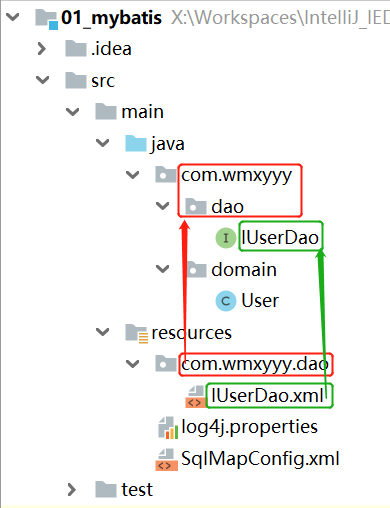 01_mybatis X:\Workspaces\IntelliJ_IED
.idea
src
main
java
com.wmxyyy
dao
IUserDao
domain
User
resources
com.wmxyyy.dao
IUserDao.xml
log4j.properties
SqlMapConfig.xml
test